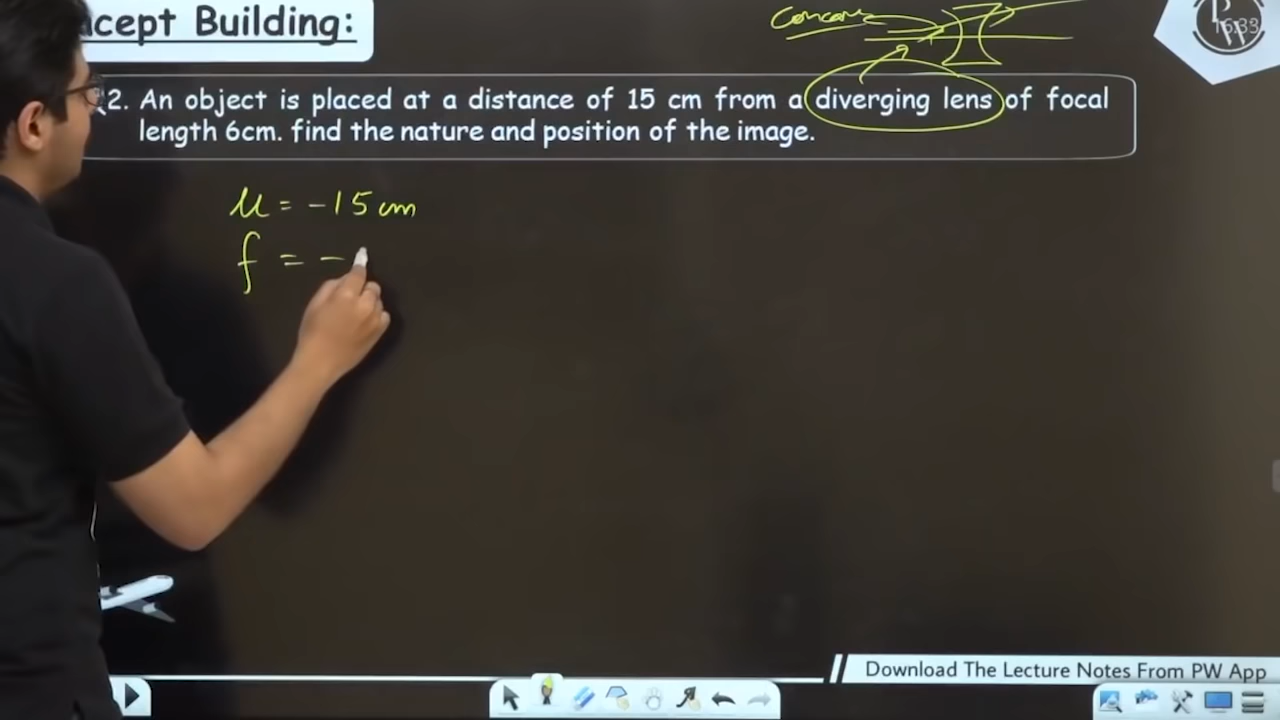 cept Building:
concave
2. An object is placed at a distance of 15 cm from a diverging lens of focal
length 6cm. find the nature and position of the image.
u = -15 cm
f = -
Download The Lecture Notes From PW App